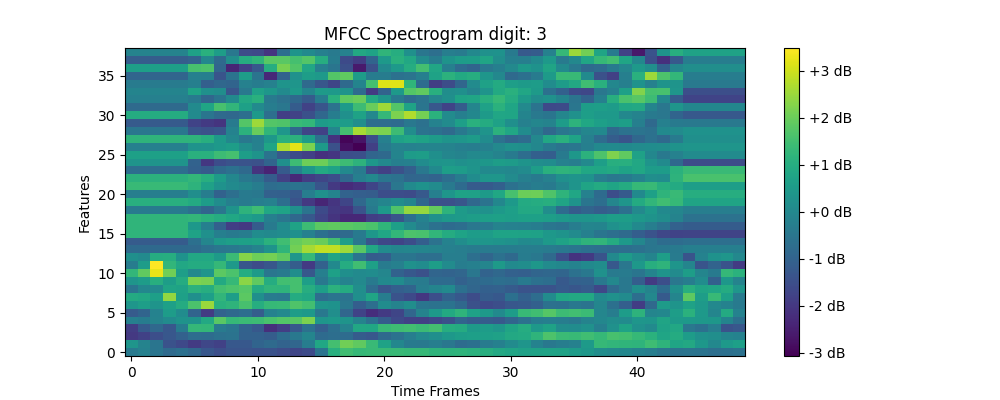 MFCC Spectrogram digit: 3
Features
35
30
25
20
15
10
5
0
0 10 20 30 40
Time Frames
+3 dB
+2 dB
+1 dB
+0 dB
-1 dB
-2 dB
-3 dB